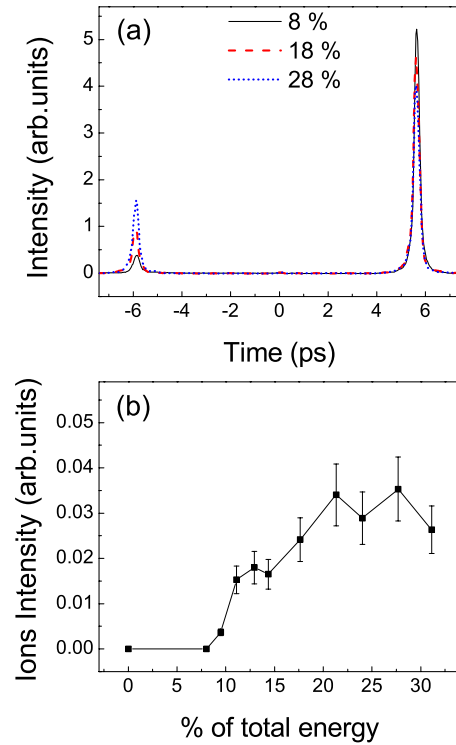 (a)
8 %
18 %
28 %
Intensity (arb.units)
5
4
3
2
1
0
-6 -4 -2 0 2 4 6
Time (ps)
(b)
Ions Intensity (arb.units)
0.05
0.04
0.03
0.02
0.01
0.00
0 5 10 15 20 25 30
% of total energy